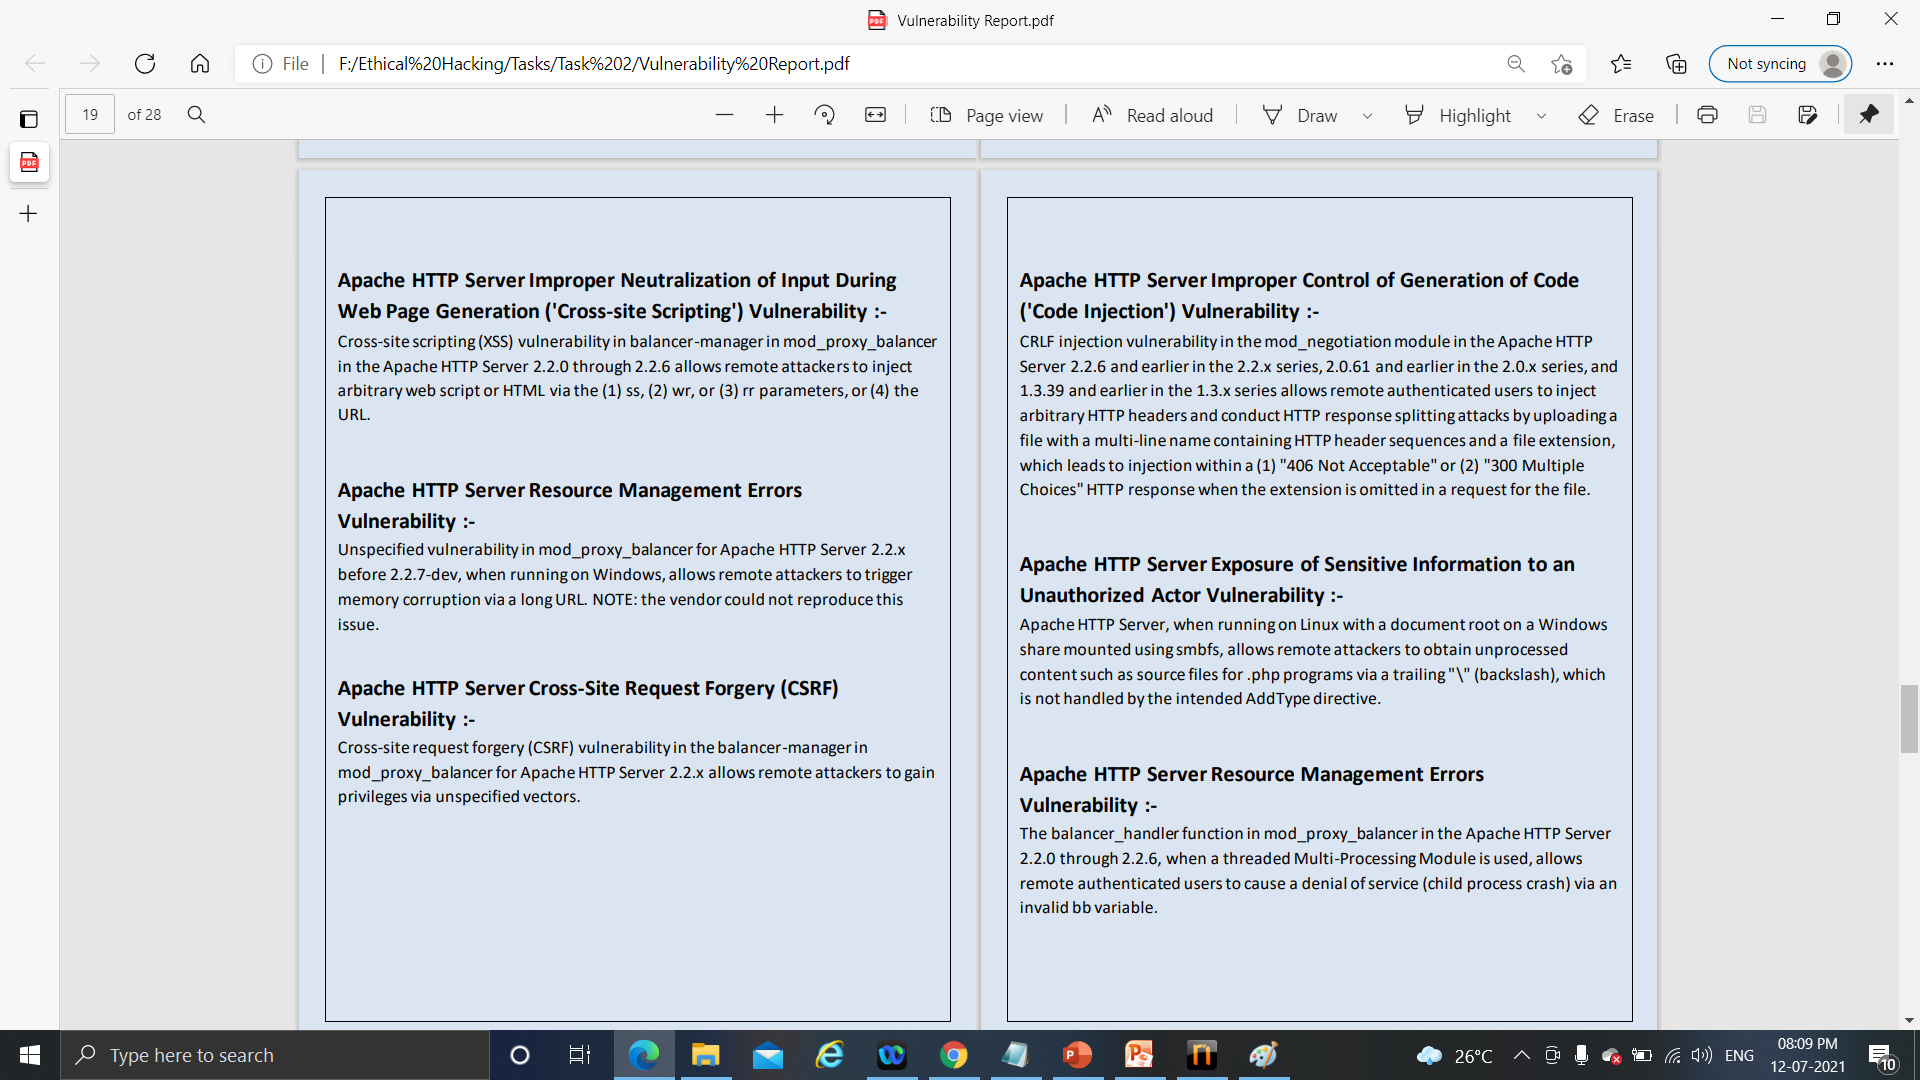 Vulnerability Report.pdf
File
F:/Ethical%20Hacking/Tasks/Task%202/Vulnerability%20Report.pdf
Not syncing
19 of 28
Page view
Read aloud
Draw
Highlight
Erase
Apache HTTP Server Improper Neutralization of Input During
Web Page Generation ('Cross-site Scripting') Vulnerability :-
Cross-site scripting (XSS) vulnerability in balancer-manager in mod_proxy_balancer
in the Apache HTTP Server 2.2.0 through 2.2.6 allows remote attackers to inject
arbitrary web script or HTML via the (1) ss, (2) wr, or (3) rr parameters, or (4) the
URL.
Apache HTTP Server Resource Management Errors
Vulnerability :-
Unspecified vulnerability in mod_proxy_balancer for Apache HTTP Server 2.2.x
before 2.2.7-dev, when running on Windows, allows remote attackers to trigger
memory corruption via a long URL. NOTE: the vendor could not reproduce this
issue.
Apache HTTP Server Cross-Site Request Forgery (CSRF)
Vulnerability :-
Cross-site request forgery (CSRF) vulnerability in the balancer-manager in
mod_proxy_balancer for Apache HTTP Server 2.2.x allows remote attackers to gain
privileges via unspecified vectors.
Apache HTTP Server Improper Control of Generation of Code
('Code Injection') Vulnerability :-
CRLF injection vulnerability in the mod_negotiation module in the Apache HTTP
Server 2.2.6 and earlier in the 2.2.x series, 2.0.61 and earlier in the 2.0.x series, and
1.3.39 and earlier in the 1.3.x series allows remote authenticated users to inject
arbitrary HTTP headers and conduct HTTP response splitting attacks by uploading a
file with a multi-line name containing HTTP header sequences and a file extension,
which leads to injection within a (1) "406 Not Acceptable" or (2) "300 Multiple
Choices" HTTP response when the extension is omitted in a request for the file.
Apache HTTP Server Exposure of Sensitive Information to an
Unauthorized Actor Vulnerability :-
Apache HTTP Server, when running on Linux with a document root on a Windows
share mounted using smbfs, allows remote attackers to obtain unprocessed
content such as source files for .php programs via a trailing "\" (backslash), which
is not handled by the intended AddType directive.
Apache HTTP Server Resource Management Errors
Vulnerability :-
The balancer_handler function in mod_proxy_balancer in the Apache HTTP Server
2.2.0 through 2.2.6, when a threaded Multi-Processing Module is used, allows
remote authenticated users to cause a denial of service (child process crash) via an
invalid bb variable.
Type here to search
26°C
ENG
08:09 PM
12-07-2021
10